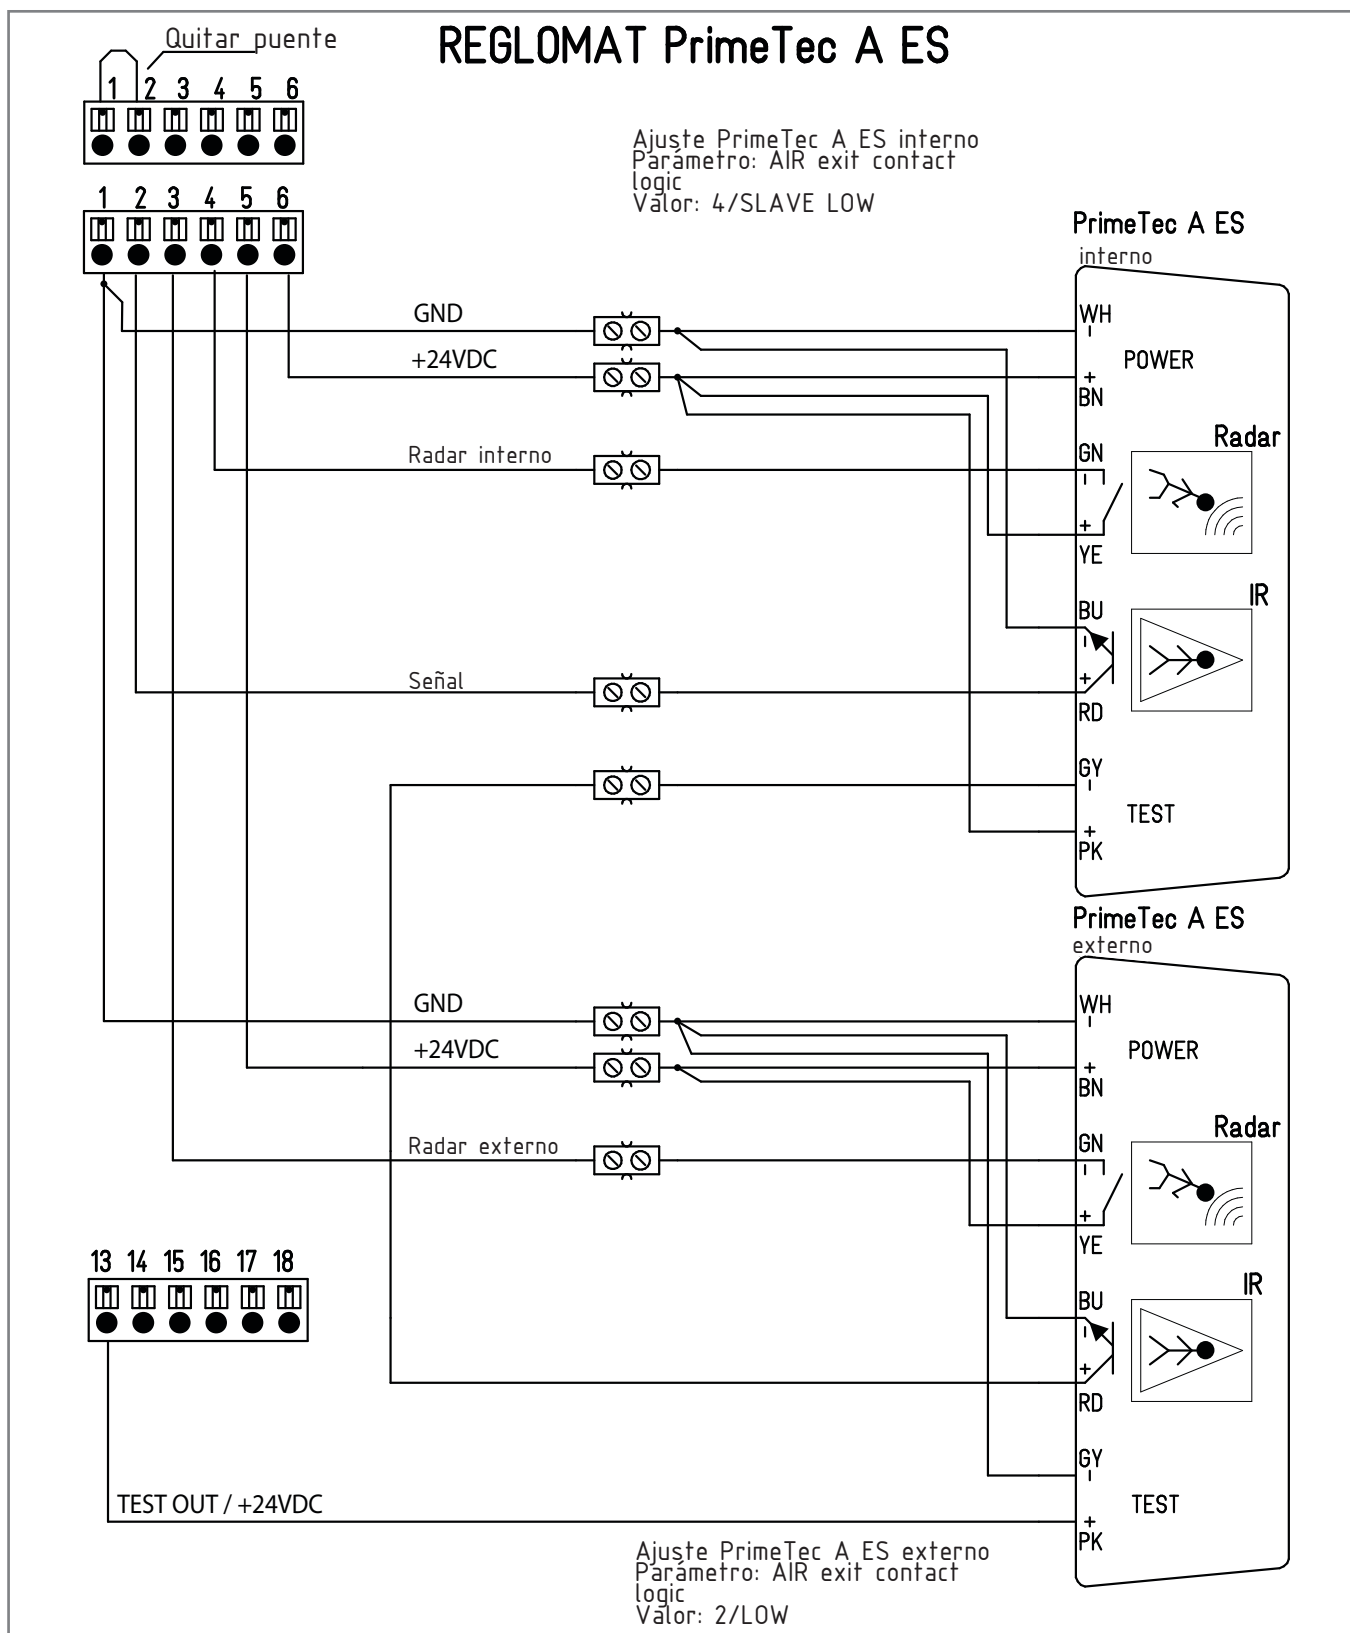 Quitar puente
REGLOMAT PrimeTec A ES
1 2 3 4 5 6
Ajuste PrimeTec A ES interno
Parámetro: AIR exit contact
logic
Valor: 4/SLAVE LOW
1 2 3 4 5 6
PrimeTec A ES
interno
GND
WH
-
+24VDC
POWER
+
BN
Radar
Radar interno
GN
-
+
YE
IR
BU
-
Señal
+
RD
GY
-
TEST
+
PK
PrimeTec A ES
externo
GND
WH
-
+24VDC
POWER
+
BN
Radar
Radar externo
GN
-
+
YE
13 14 15 16 17 18
IR
BU
-
+
RD
GY
-
TEST OUT / +24VDC
TEST
+
PK
Ajuste PrimeTec A ES externo
Parámetro: AIR exit contact
logic
Valor: 2/LOW